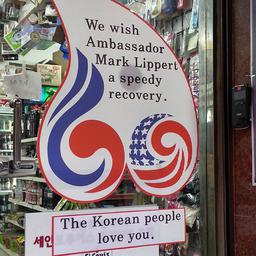 We wish
Ambassador
Mark Lippert
a speedy
recovery.
The Korean people
love you.